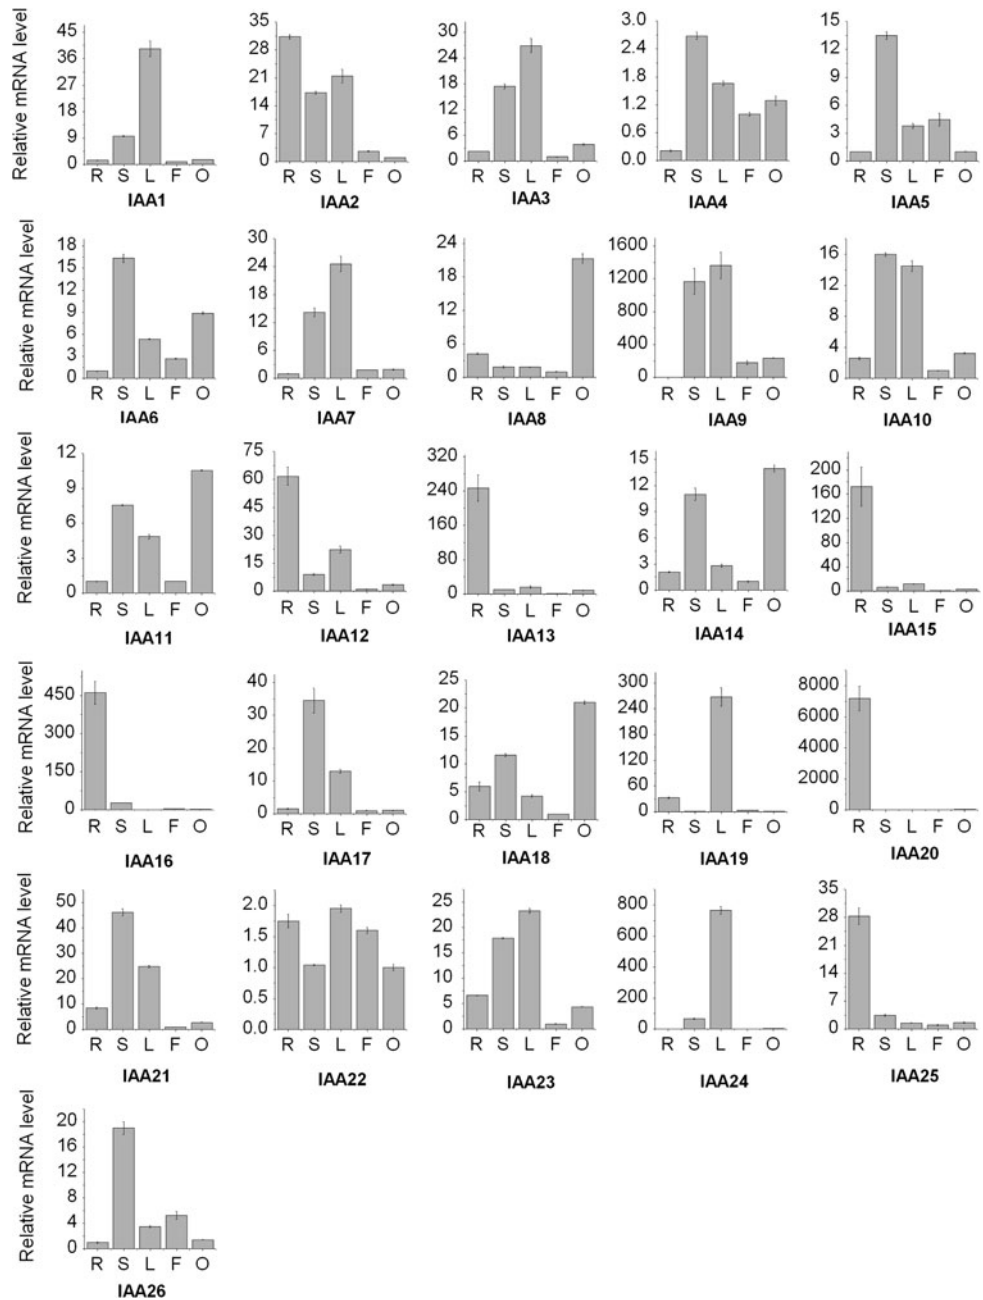 Relative mRNA level
45
36
27
18
9
0
R S L F O
IAA1
35
28
21
14
7
0
R S L F O
IAA2
30
24
18
12
6
0
R S L F O
IAA3
3.0
2.4
1.8
1.2
0.6
0.0
R S L F O
IAA4
15
12
9
6
3
0
R S L F O
IAA5
Relative mRNA level
18
15
12
9
6
3
0
R S L F O
IAA6
30
24
18
12
6
0
R S L F O
IAA7
24
18
12
6
0
R S L F O
IAA8
1600
1200
800
400
0
R S L F O
IAA9
16
12
8
4
0
R S L F O
IAA10
Relative mRNA level
12
9
6
3
0
R S L F O
IAA11
75
60
45
30
15
0
R S L F O
IAA12
320
240
160
80
0
R S L F O
IAA13
15
12
9
6
3
0
R S L F O
IAA14
200
160
120
80
40
0
R S L F O
IAA15
Relative mRNA level
450
300
150
0
R S L F O
IAA16
40
30
20
10
0
R S L F O
IAA17
25
20
15
10
5
0
R S L F O
IAA18
300
240
180
120
60
0
R S L F O
IAA19
8000
6000
4000
2000
0
R S L F O
IAA20
Relative mRNA level
50
40
30
20
10
0
R S L F O
IAA21
2.0
1.5
1.0
0.5
0.0
R S L F O
IAA22
25
20
15
10
5
0
R S L F O
IAA23
800
600
400
200
0
R S L F O
IAA24
35
28
21
14
7
0
R S L F O
IAA25
Relative mRNA level
20
16
12
8
4
0
R S L F O
IAA26